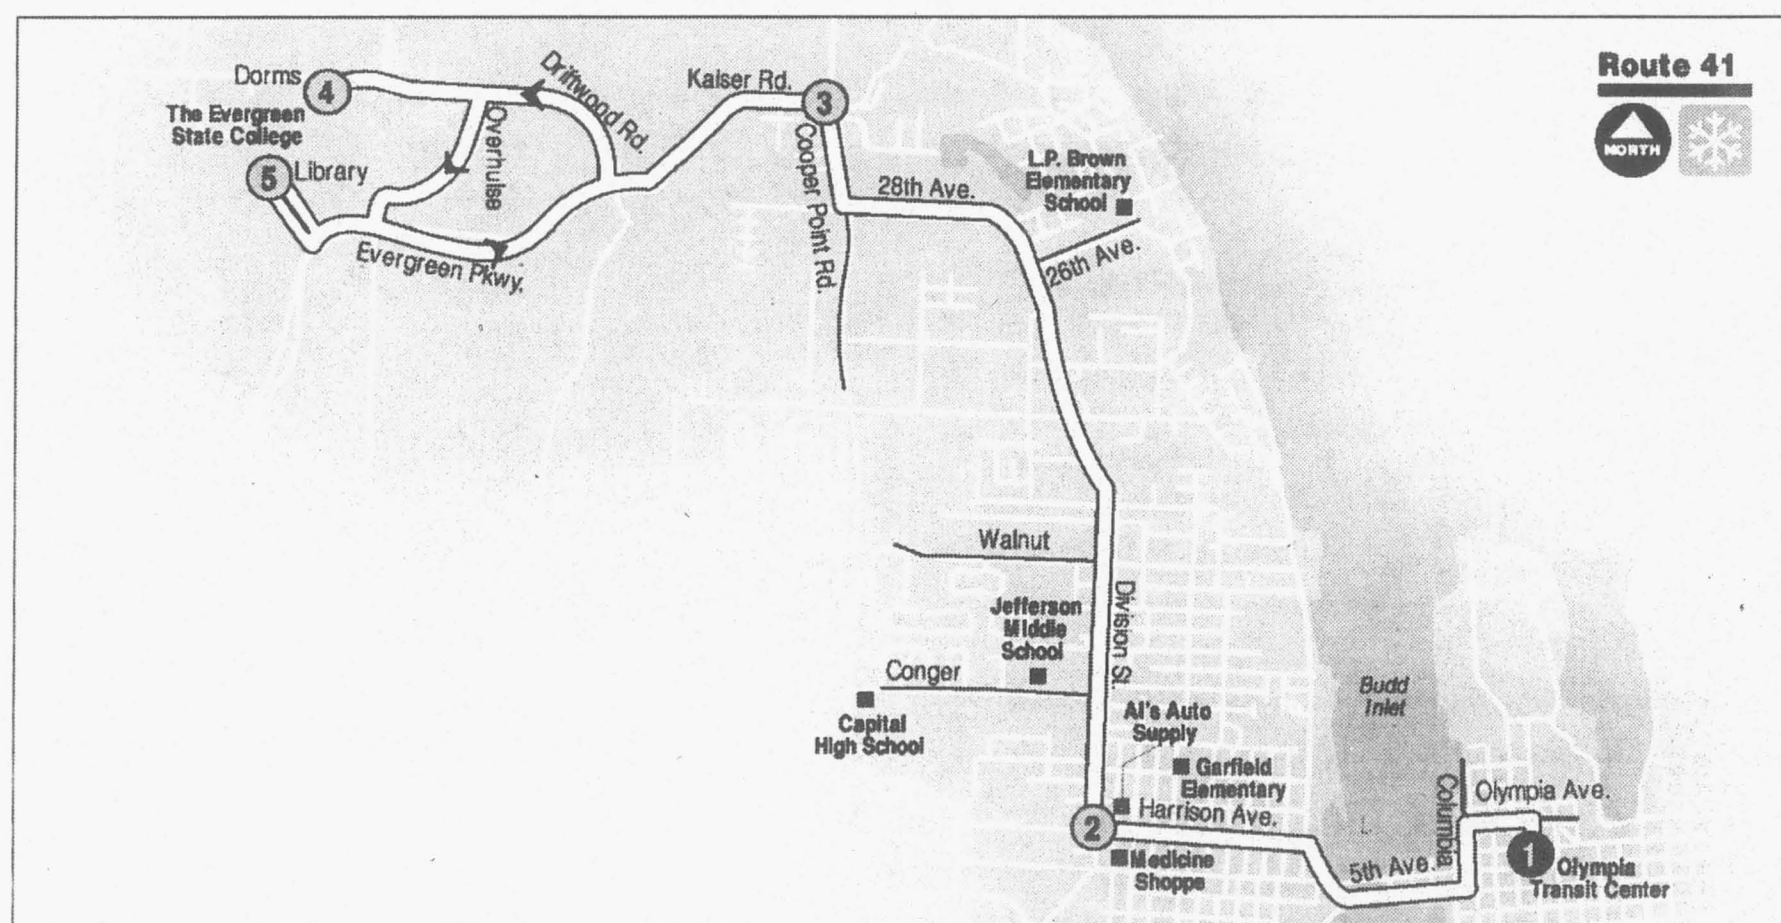 Route 41
NORTH
Dorms
4
The Evergreen
State College
5
Library
Overhulse
Driftwood Rd.
Evergreen Pkwy.
Kaiser Rd.
3
Cooper Point Rd.
28th Ave.
L.P. Brown
Elementary
School
26th Ave.
Walnut
Jefferson
Middle
School
Division St.
Conger
Capital
High School
Al's Auto
Supply
Garfield
Elementary
2
Harrison Ave.
Medicine
Shoppe
Budd
Inlet
5th Ave.
Columbia
Olympia Ave.
1
Olympia
Transit Center